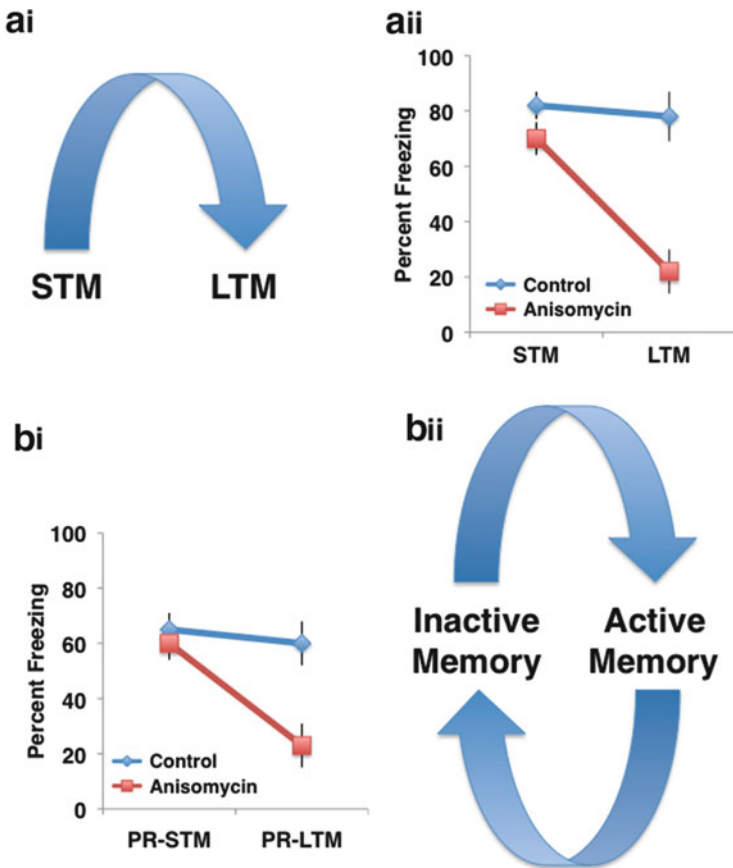 ai
STM
LTM
aii
Percent Freezing
100
80
60
40
20
0
Control
Anisomycin
STM
LTM
bi
Percent Freezing
100
80
60
40
20
0
Control
Anisomycin
PR-STM
PR-LTM
bii
Inactive
Memory
Active
Memory